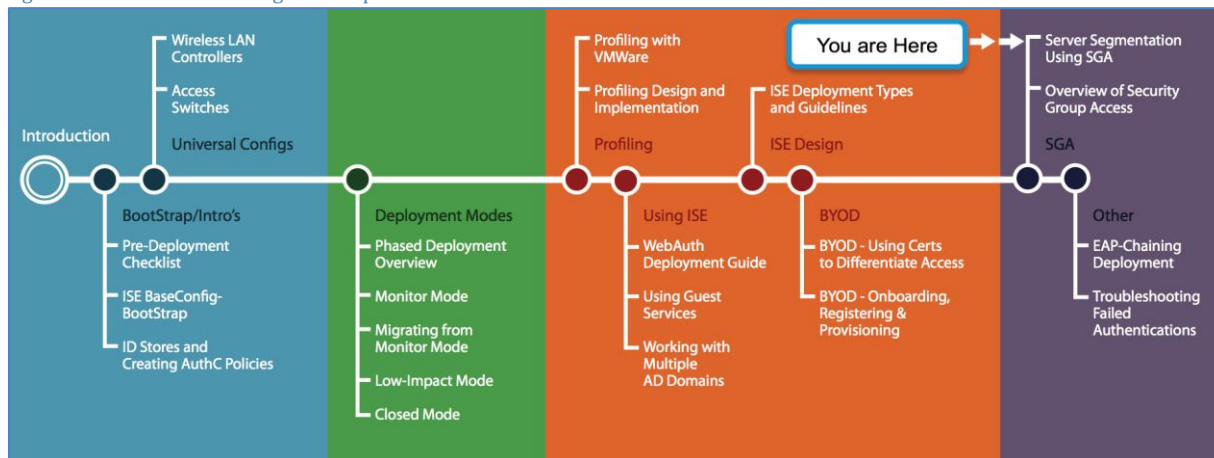 Wireless LAN
Controllers
Access
Switches
Introduction
Universal Configs
BootStrap/Intro's
Pre-Deployment
Checklist
ISE BaseConfig-
BootStrap
ID Stores and
Creating AuthC Policies
Deployment Modes
Phased Deployment
Overview
Monitor Mode
Migrating from
Monitor Mode
Low-Impact Mode
Closed Mode
Profiling with
VMWare
Profiling Design and
Implementation
Profiling
Using ISE
WebAuth
Deployment Guide
Using Guest
Services
Working with
Multiple
AD Domains
You are Here
ISE Deployment Types
and Guidelines
ISE Design
BYOD
BYOD - Using Certs
to Differentiate Access
BYOD - Onboarding,
Registering &
Provisioning
Server Segmentation
Using SGA
Overview of Security
Group Access
SGA
Other
EAP-Chaining
Deployment
Troubleshooting
Failed
Authentications